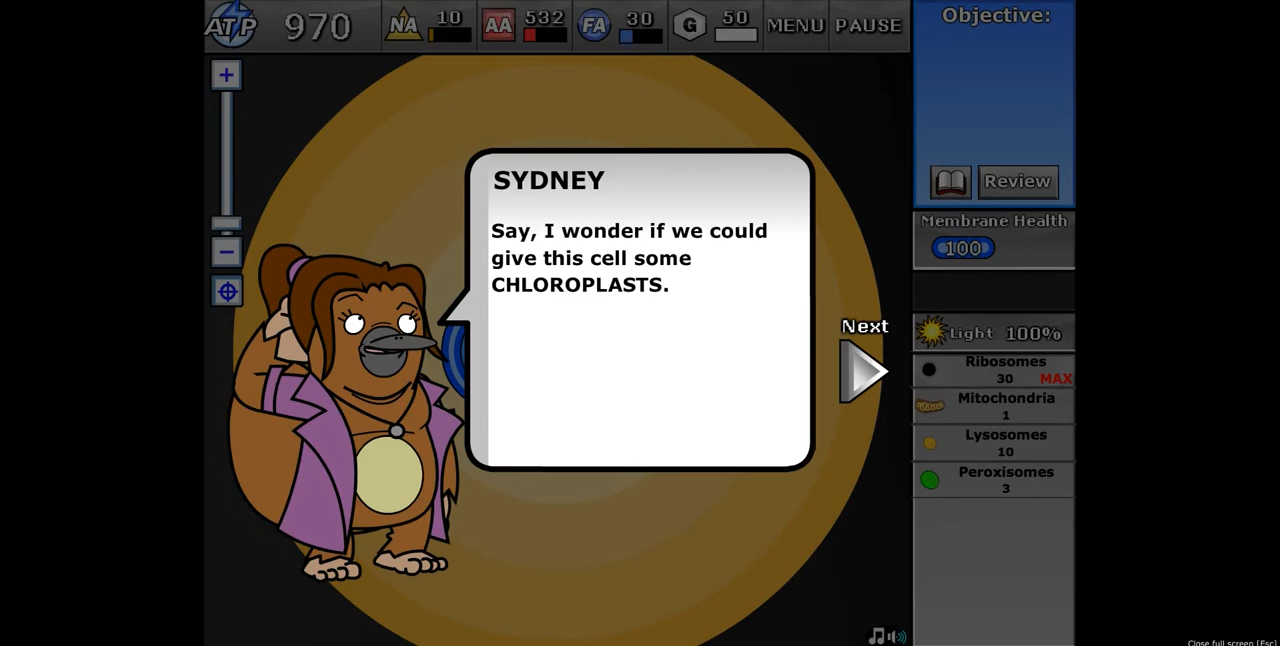 ATP 970 NA 10 AA 532 FA 30 G 50 MENU PAUSE
Objective:
Review
Membrane Health
100
SYDNEY
Say, I wonder if we could
give this cell some
CHLOROPLASTS.
Next
Light 100%
Ribosomes
30 MAX
Mitochondria
1
Lysosomes
10
Peroxisomes
3
Close full screen [Esc]